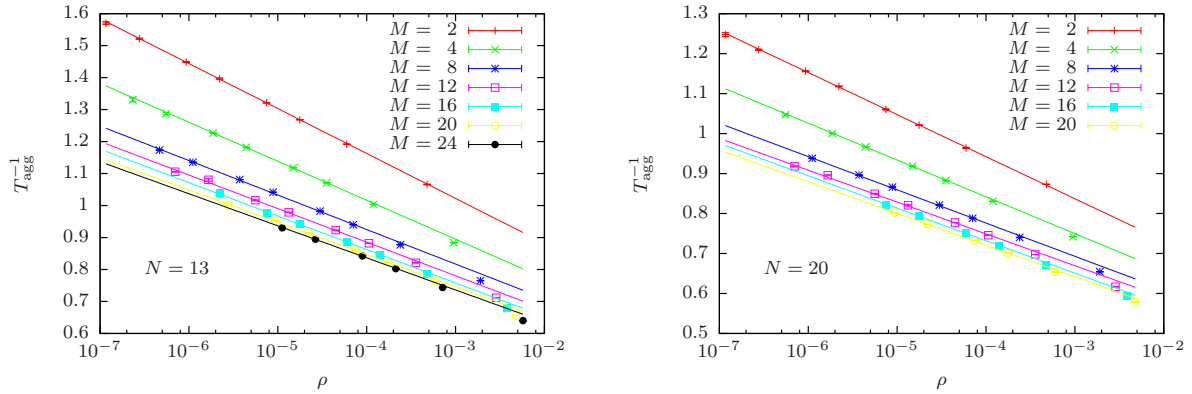 1.6
1.5
1.4
1.3
1.2
1.1
1
0.9
0.8
0.7
0.6
T_agg^{-1}
10^{-7} 10^{-6} 10^{-5} 10^{-4} 10^{-3} 10^{-2}
ρ
N = 13
M = 2
M = 4
M = 8
M = 12
M = 16
M = 20
M = 24
1.3
1.2
1.1
1
0.9
0.8
0.7
0.6
0.5
T_agg^{-1}
10^{-7} 10^{-6} 10^{-5} 10^{-4} 10^{-3} 10^{-2}
ρ
N = 20
M = 2
M = 4
M = 8
M = 12
M = 16
M = 20